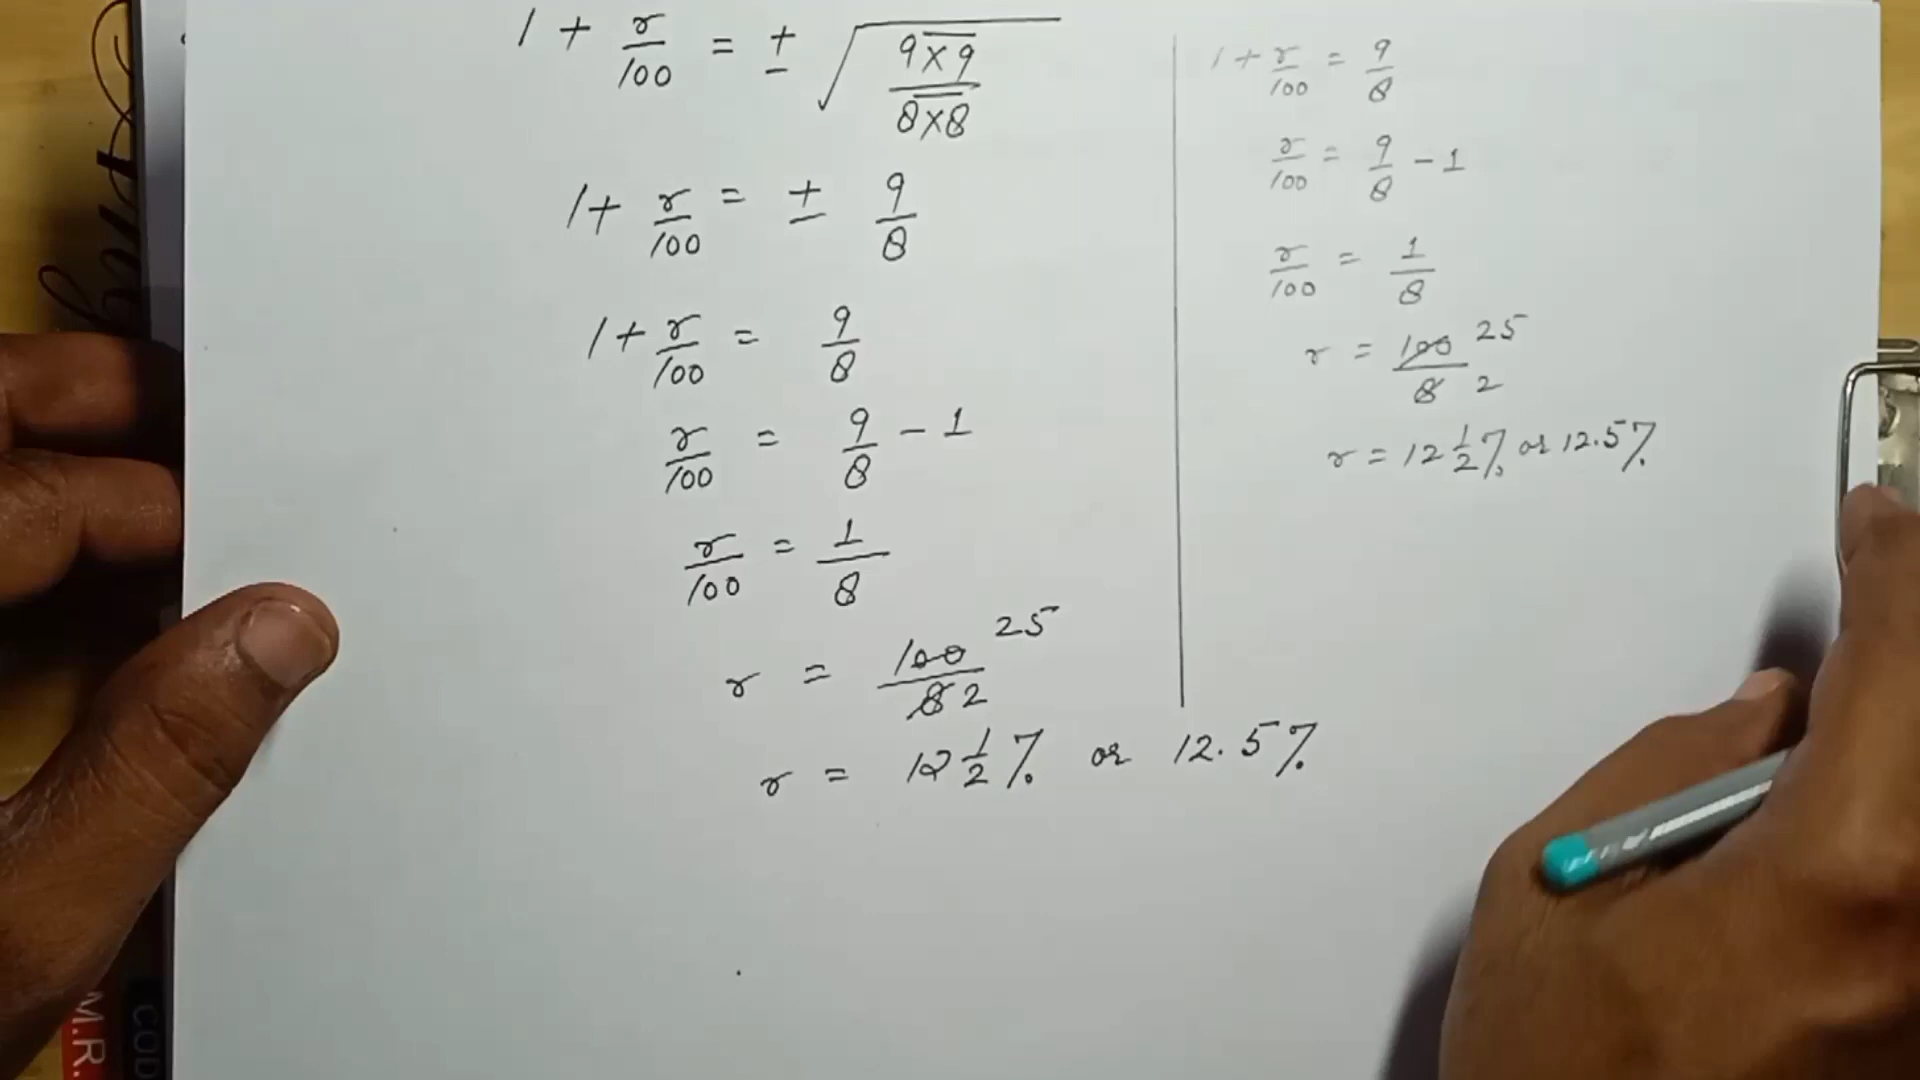 1 + r/100 = ± √(9×9/8×8)
1 + r/100 = ± 9/8
1 + r/100 = 9/8
r/100 = 9/8 - 1
r/100 = 1/8
r = 100/8 25 2
r = 12 1/2 % or 12.5%
1 + r/100 = 9/8
r/100 = 9/8 - 1
r/100 = 1/8
r = 100/8 25 2
r = 12 1/2 % or 12.5%
M.R.
COD